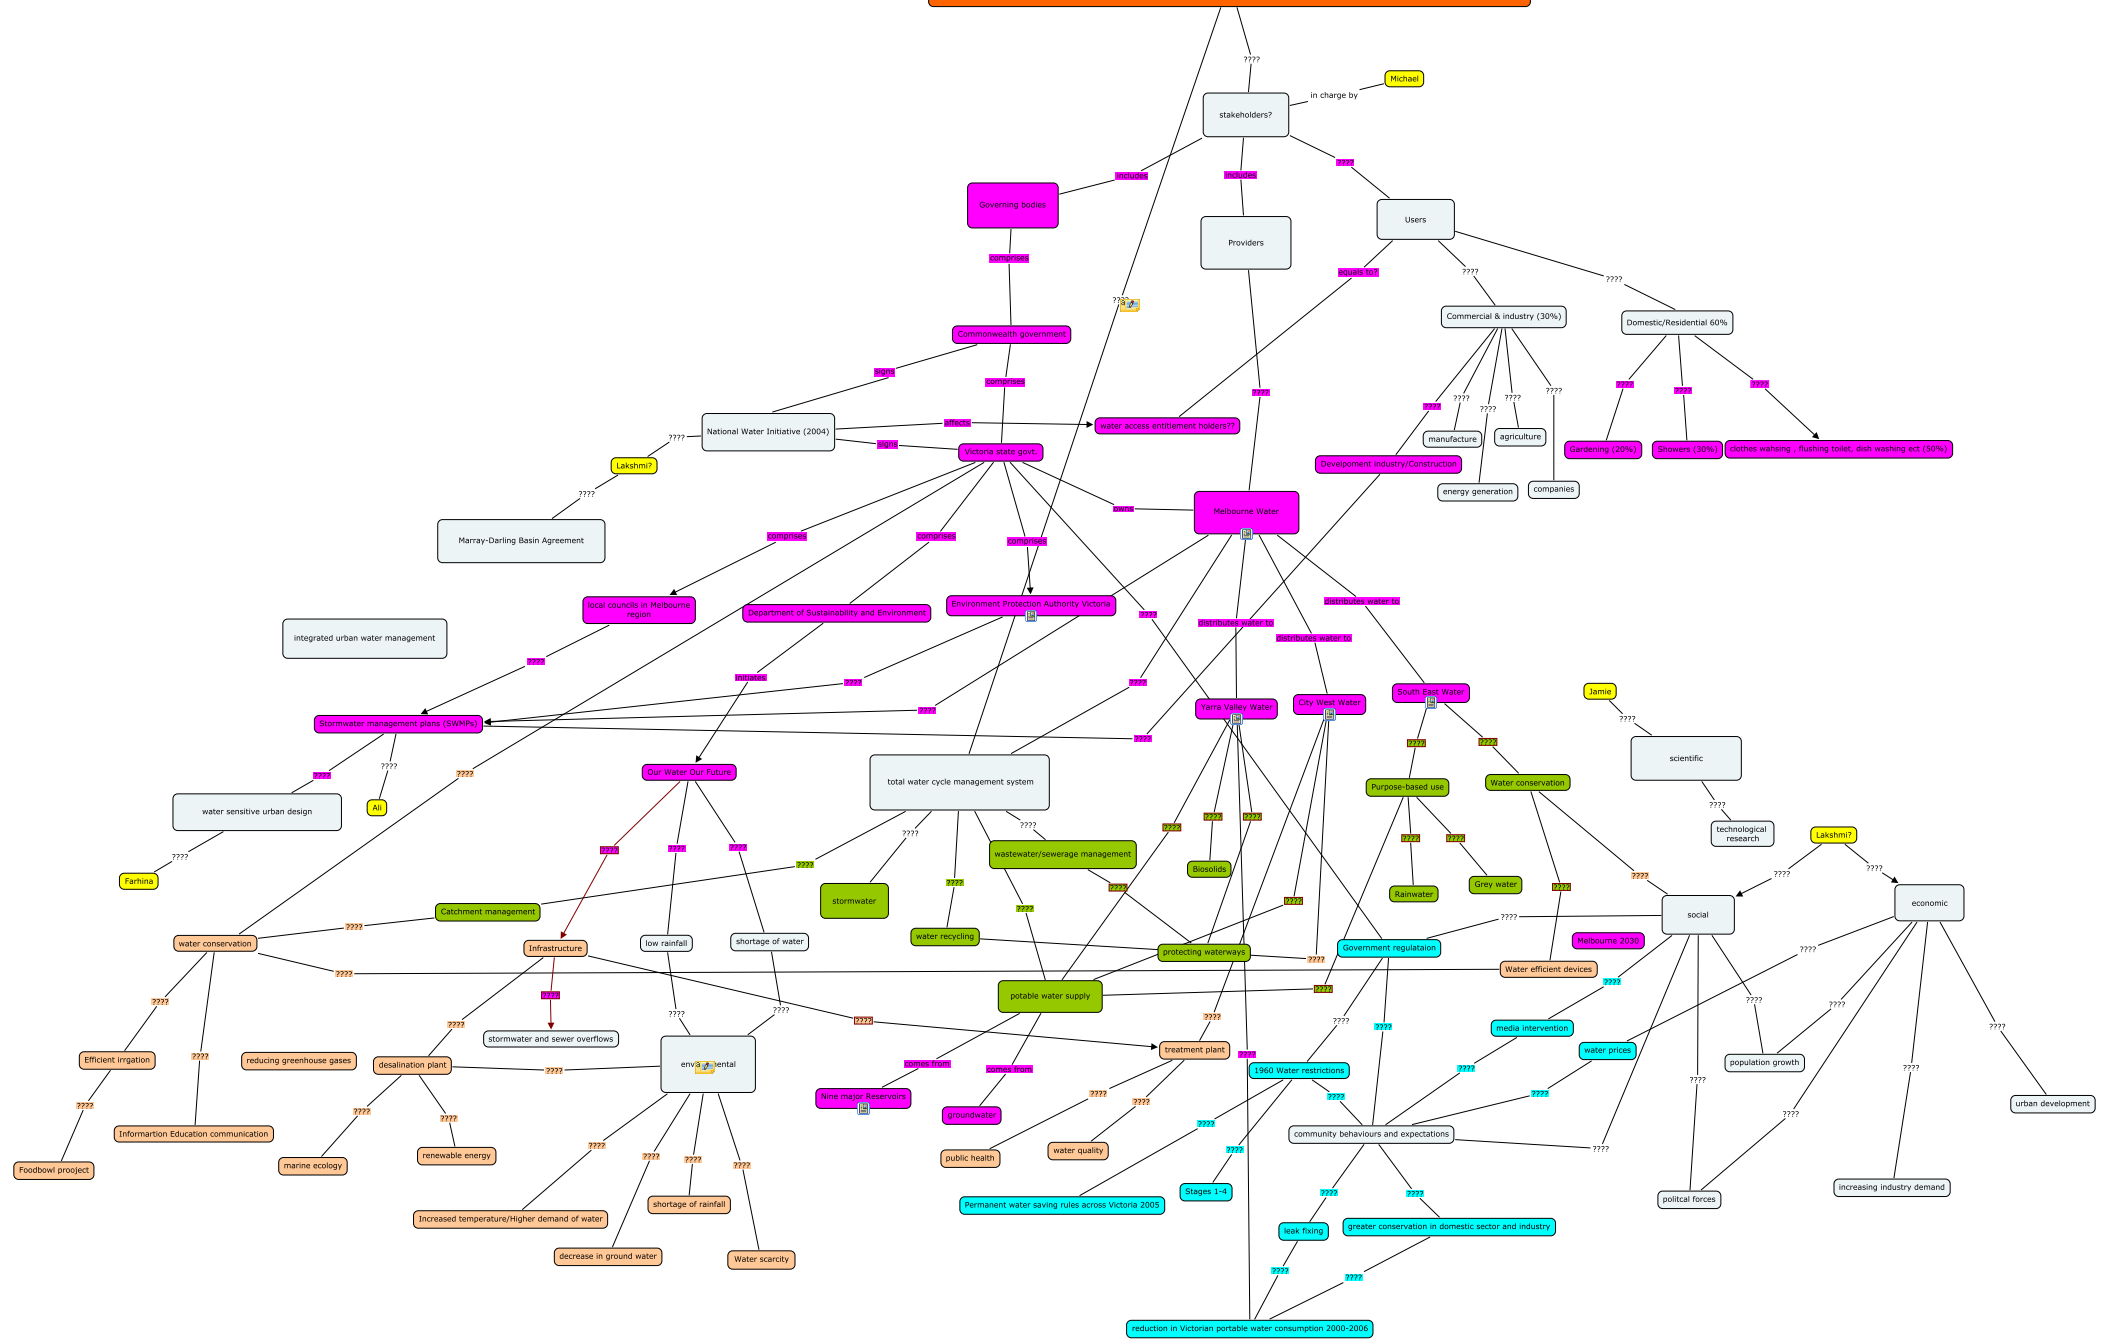 ????
Michael
in charge by
stakeholders?
????
includes
includes
Governing bodies
Users
Providers
comprises
equals to?
????
????
????
Commercial & industry (30%)
Domestic/Residential 60%
Commonwealth government
signs
comprises
????
????
????
????
????
????
????
????
????
National Water Initiative (2004)
affects
water access entitlement holders??
signs
????
Victoria state govt.
manufacture
agriculture
Gardening (20%)
Showers (30%)
clothes wahsing , flushing toilet, dish washing ect (50%)
Lakshmi?
Develpoment industry/Construction
energy generation
companies
????
owns
Melbourne Water
Marray-Darling Basin Agreement
comprises
comprises
comprises
local councils in Melbourne
region
Department of Sustainability and Environment
Environment Protection Authority Victoria
????
distributes water to
distributes water to
distributes water to
integrated urban water management
????
initiates
????
????
????
????
Jamie
South East Water
City West Water
Yarra Valley Water
Stormwater management plans (SWMPs)
????
????
????
????
scientific
????
????
????
Our Water Our Future
total water cycle management system
Purpose-based use
Water conservation
water sensitive urban design
Ali
????
technological
research
Lakshmi?
????
????
????
????
????
????
????
????
????
????
????
????
wastewater/sewerage management
Biosolids
????
????
Farhina
????
????
????
Rainwater
Grey water
????
????
stormwater
????
????
social
economic
Catchment management
????
????
water recycling
low rainfall
shortage of water
water conservation
Infrastructure
protecting waterways
????
Government regulataion
Melbourne 2030
????
????
Water efficient devices
????
????
????
potable water supply
????
????
????
????
????
????
????
????
????
????
????
????
media intervention
stormwater and sewer overflows
treatment plant
water prices
population growth
Efficient irrgation
reducing greenhouse gases
desalination plant
????
????
????
comes from
comes from
1960 Water restrictions
????
????
????
????
????
????
????
????
????
Nine major Reservoirs
groundwater
urban development
????
????
????
????
????
????
????
????
Informartion Education communication
community behaviours and expectations
????
Foodbowl prooject
marine ecology
renewable energy
public health
water quality
????
????
Stages 1-4
politcal forces
increasing industry demand
Increased temperature/Higher demand of water
shortage of rainfall
Permanent water saving rules across Victoria 2005
decrease in ground water
Water scarcity
leak fixing
greater conservation in domestic sector and industry
????
????
reduction in Victorian portable water consumption 2000-2006